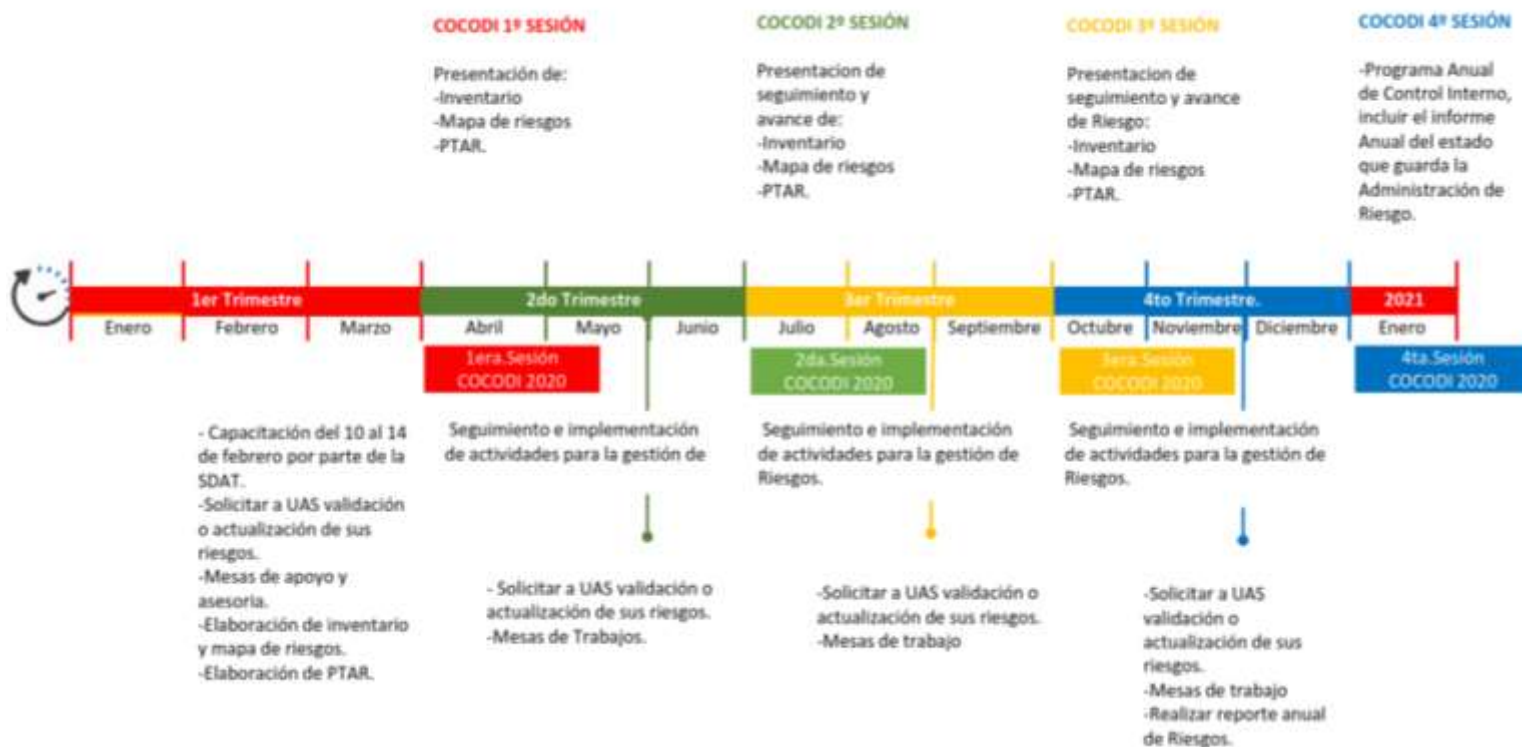 COCODI 1º SESIÓN
Presentación de:
-Inventario
-Mapa de riesgos
-PTAR.
COCODI 2º SESIÓN
Presentacion de
seguimiento y
avance de:
-Inventario
-Mapa de riesgos
-PTAR.
COCODI 3º SESIÓN
Presentacion de
seguimiento y avance
de Riesgo:
-Inventario
-Mapa de riesgos
-PTAR.
COCODI 4º SESIÓN
-Programa Anual
de Control Interno,
incluir el informe
Anual del estado
que guarda la
Administración de
Riesgo.
1er Trimestre
2do Trimestre
3er Trimestre
4to Trimestre.
2021
Enero
Febrero
Marzo
Abril
Mayo
Junio
Julio
Agosto
Septiembre
Octubre
Noviembre
Diciembre
Enero
1era.Sesión
COCODI 2020
2da.Sesión
COCODI 2020
3era.Sesión
COCODI 2020
4ta.Sesión
COCODI 2020
- Capacitación del 10 al 14
de febrero por parte de la
SDAT.
-Solicitar a UAS validación
o actualización de sus
riesgos.
-Mesas de apoyo y
asesoria.
-Elaboración de inventario
y mapa de riesgos.
-Elaboración de PTAR.
Seguimiento e implementación
de actividades para la gestión de
Seguimiento e implementación
de actividades para la gestión de
Riesgos.
Seguimiento e implementación
de actividades para la gestión de
Riesgos.
- Solicitar a UAS validación o
actualización de sus riesgos.
-Mesas de Trabajos.
-Solicitar a UAS validación o
actualización de sus riesgos.
-Mesas de trabajo
-Solicitar a UAS
validación o
actualización de sus
riesgos.
-Mesas de trabajo
-Realizar reporte anual
de Riesgos.